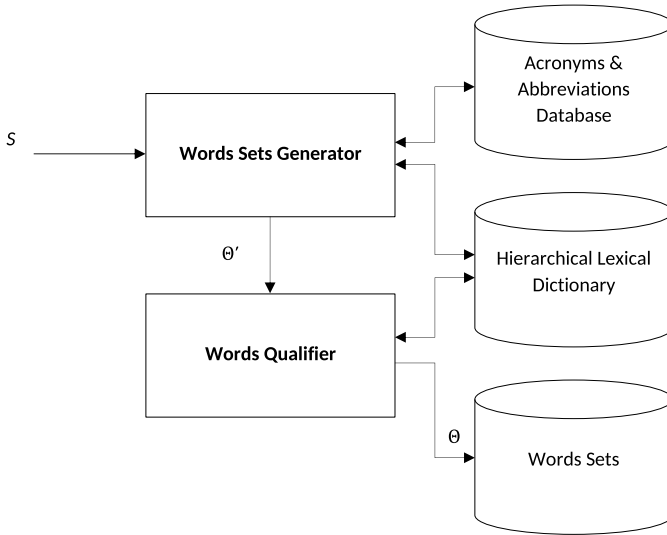 Acronyms &
Abbreviations
Database
S
Words Sets Generator
Θ′
Hierarchical Lexical
Dictionary
Words Qualifier
Θ
Words Sets